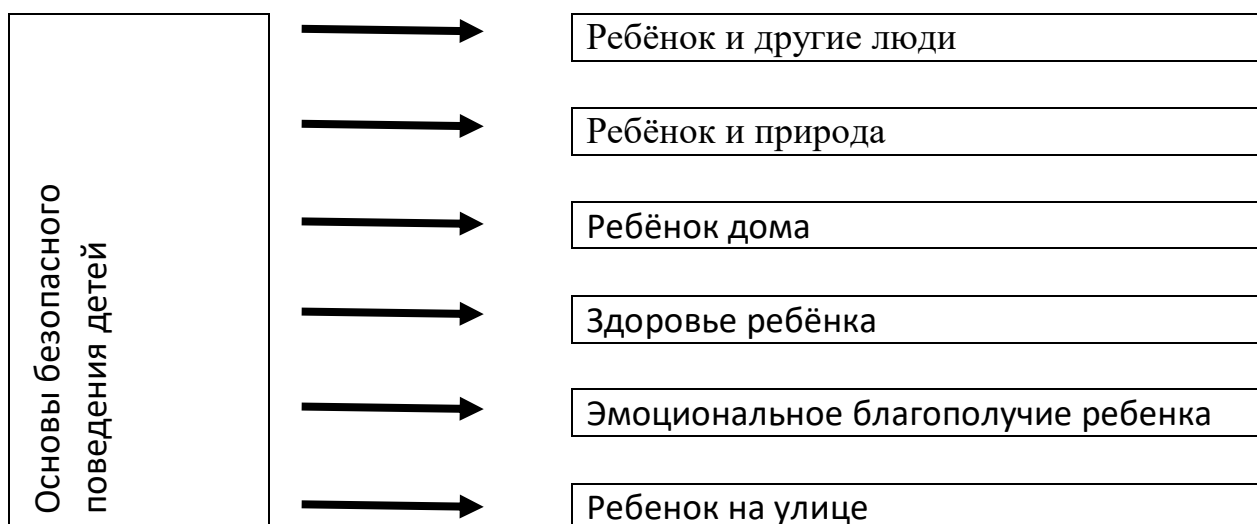 Основы безопасного
поведения детей
Ребёнок и другие люди
Ребёнок и природа
Ребёнок дома
Здоровье ребёнка
Эмоциональное благополучие ребенка
Ребенок на улице